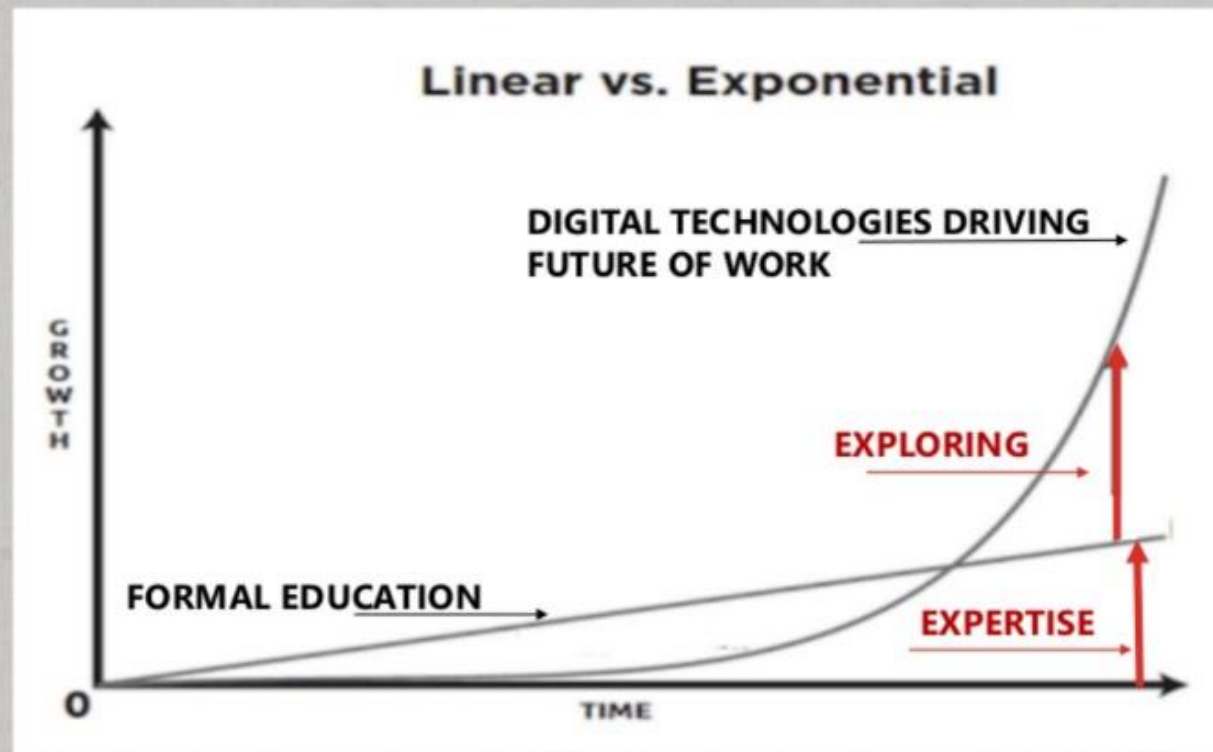 Linear vs. Exponential
DIGITAL TECHNOLOGIES DRIVING
FUTURE OF WORK
GROWTH
EXPLORING
FORMAL EDUCATION
EXPERTISE
0
TIME